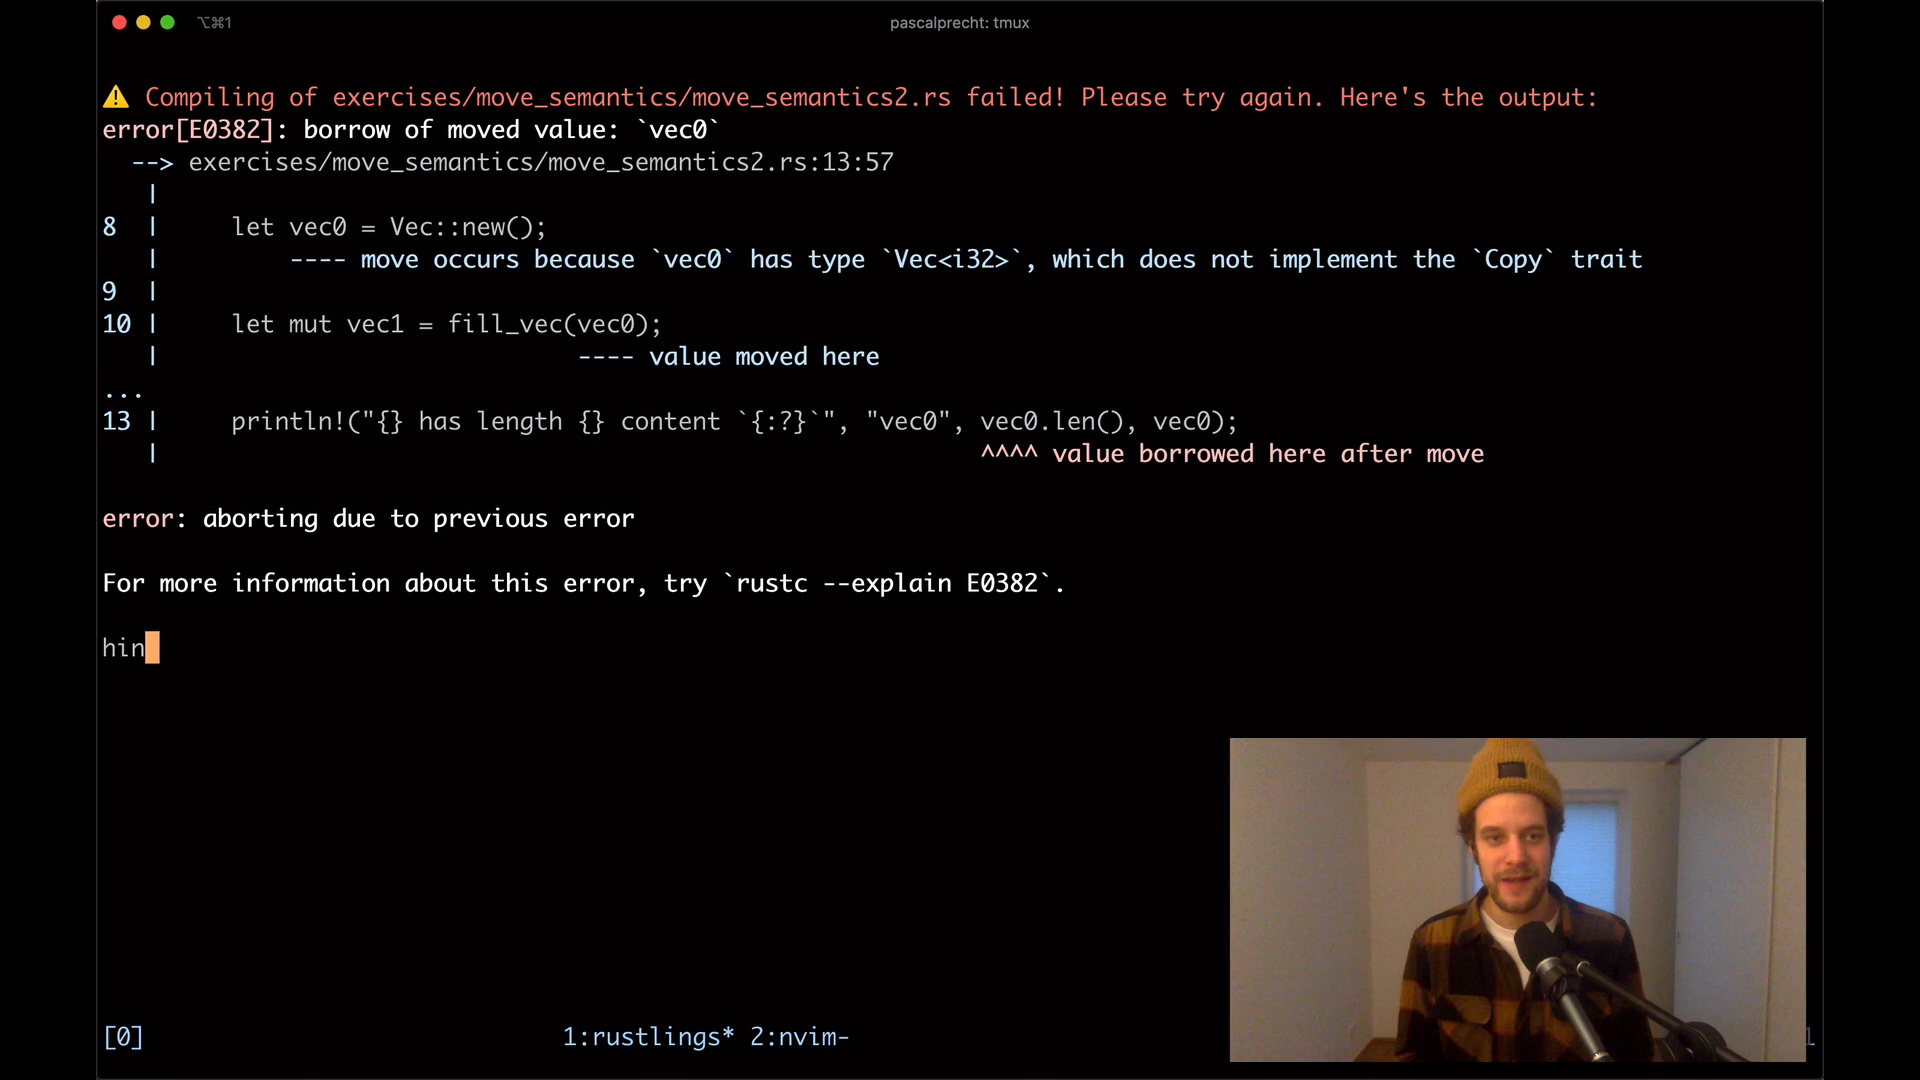 ⌥⌘1
pascalprecht: tmux
⚠ Compiling of exercises/move_semantics/move_semantics2.rs failed! Please try again. Here's the output:
error[E0382]: borrow of moved value: `vec0`
  --> exercises/move_semantics/move_semantics2.rs:13:57
   |
8  |     let vec0 = Vec::new();
   |         ---- move occurs because `vec0` has type `Vec<i32>`, which does not implement the `Copy` trait
9  |
10 |     let mut vec1 = fill_vec(vec0);
   |                             ---- value moved here
...
13 |     println!("{} has length {} content `{:?}`", "vec0", vec0.len(), vec0);
   |                                                         ^^^^ value borrowed here after move
error: aborting due to previous error
For more information about this error, try `rustc --explain E0382`.
hin
[0] 1:rustlings* 2:nvim-